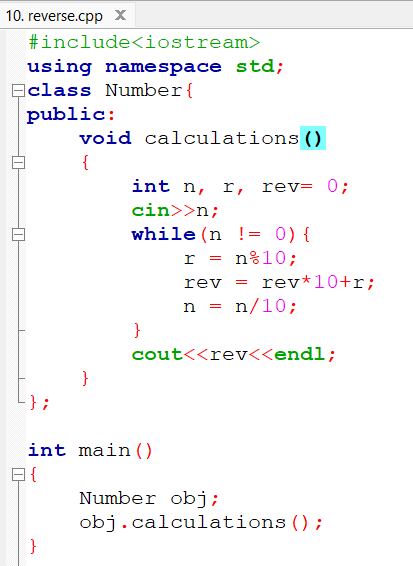 10. reverse.cpp X
#include<iostream>
using namespace std;
class Number{
public:
    void calculations()
    {
        int n, r, rev= 0;
        cin>>n;
        while(n != 0){
            r = n%10;
            rev = rev*10+r;
            n = n/10;
        }
        cout<<rev<<endl;
    }
};

int main()
{
    Number obj;
    obj.calculations();
}